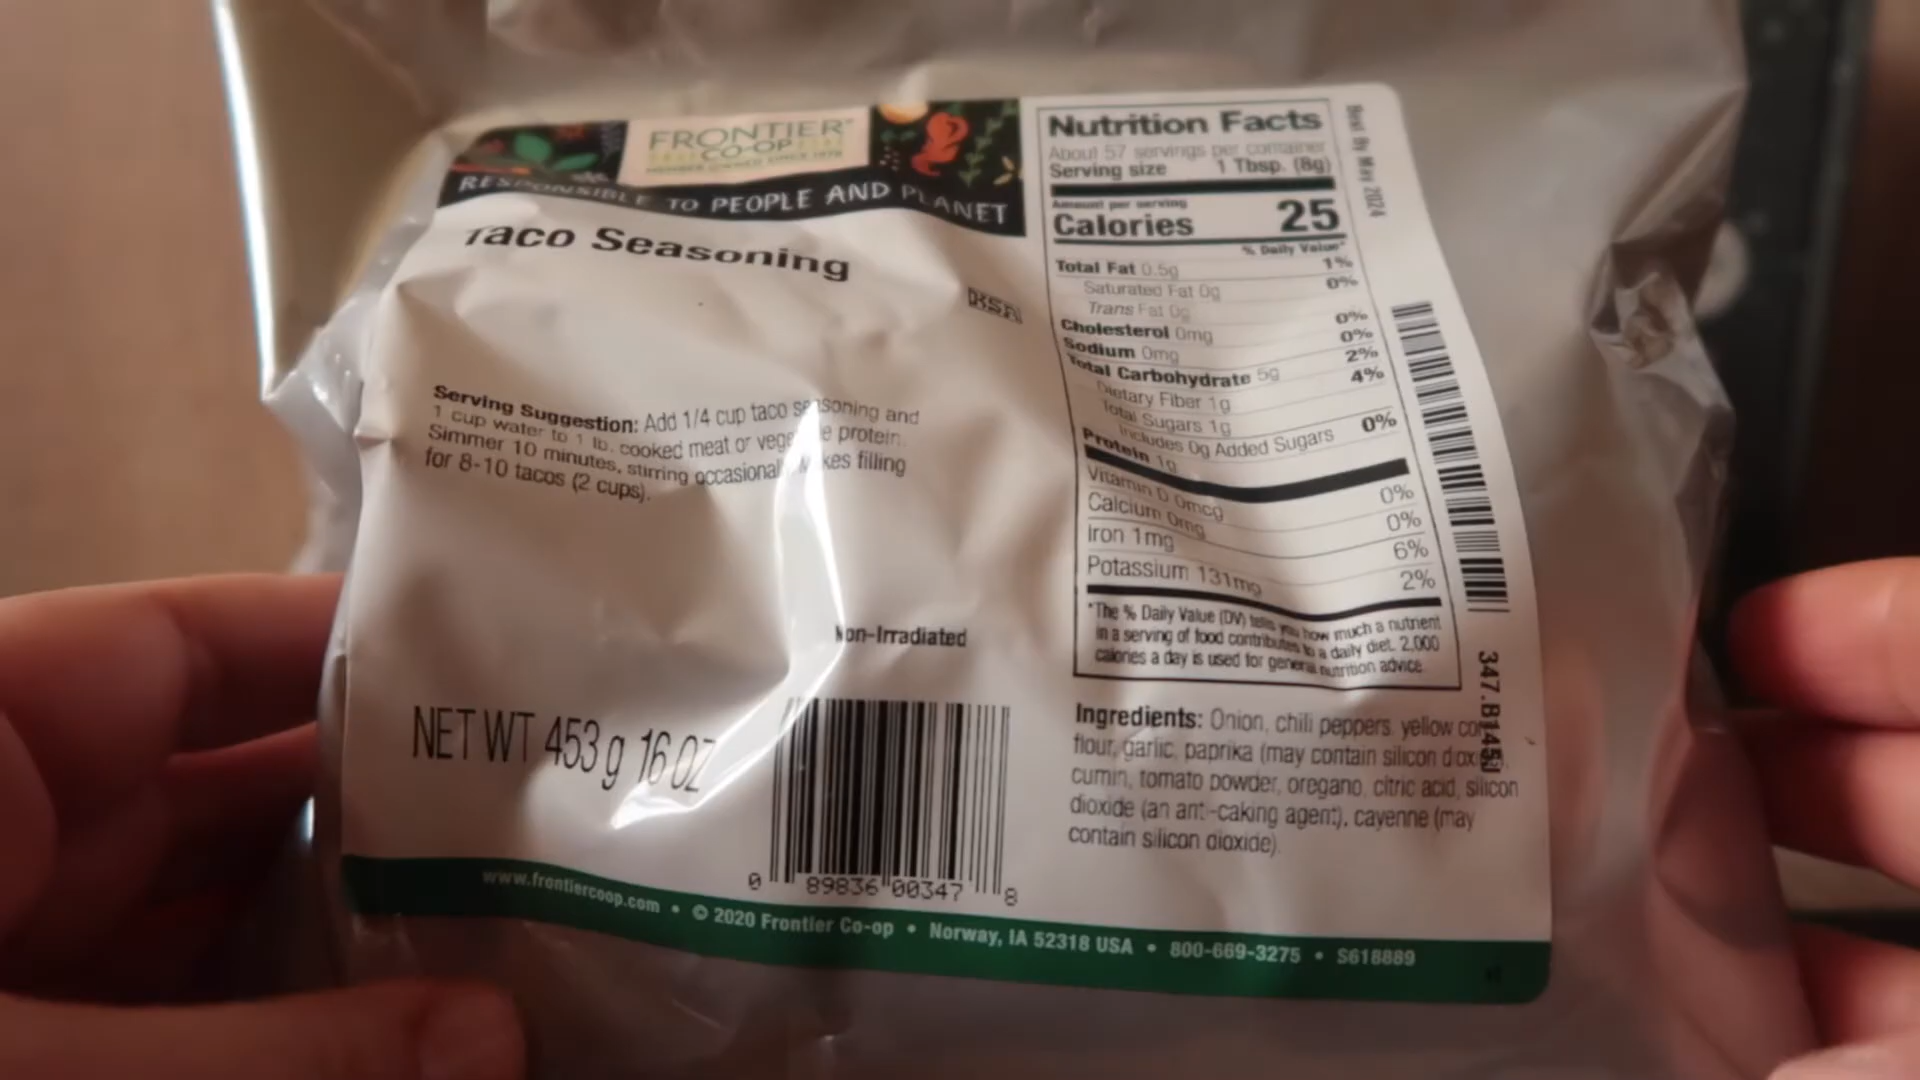 FRONTIER
CO-OP
MEMBER OWNED SINCE 1976
RESPONSIBLE TO PEOPLE AND PLANET
Taco Seasoning
KSA
Serving Suggestion: Add 1/4 cup taco seasoning and
1 cup water to 1 lb. cooked meat or vege e protein.
Simmer 10 minutes, stirring occasional kes filling
for 8-10 tacos (2 cups).
Non-Irradiated
NET WT 453 g 16 OZ
0 89836 00347 8
Nutrition Facts
About 57 servings per container
Serving size 1 Tbsp. (8g)
Amount per serving
Calories 25
% Daily Value*
Total Fat 0.5g 1%
Saturated Fat 0g 0%
Trans Fat 0g
Cholesterol 0mg 0%
Sodium 0mg 0%
Total Carbohydrate 5g 2%
Dietary Fiber 1g 4%
Total Sugars 1g
Includes 0g Added Sugars 0%
Protein 1g
Vitamin D 0mcg 0%
Calcium 0mg 0%
Iron 1mg 6%
Potassium 131mg 2%
*The % Daily Value (DV) tells you how much a nutrient
in a serving of food contributes to a daily diet. 2,000
calories a day is used for general nutrition advice.
Ingredients: Onion, chili peppers, yellow corn
flour, garlic, paprika (may contain silicon dioxide),
cumin, tomato powder, oregano, citric acid, silicon
dioxide (an anti-caking agent), cayenne (may
contain silicon dioxide).
Best By May 2024
347.B145J
www.frontiercoop.com • © 2020 Frontier Co-op • Norway, IA 52318 USA • 800-669-3275 • S618889